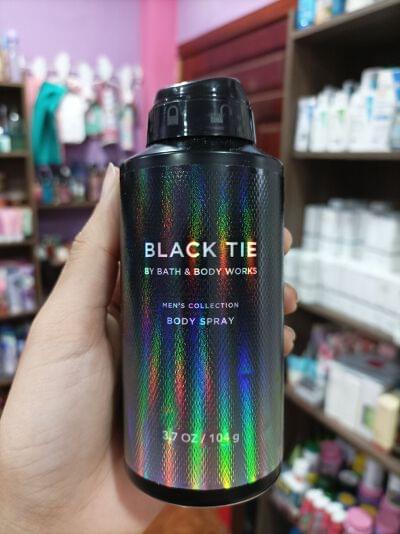 BLACK TIE
BY BATH & BODY WORKS
MEN'S COLLECTION
BODY SPRAY
3.7 OZ / 104 g